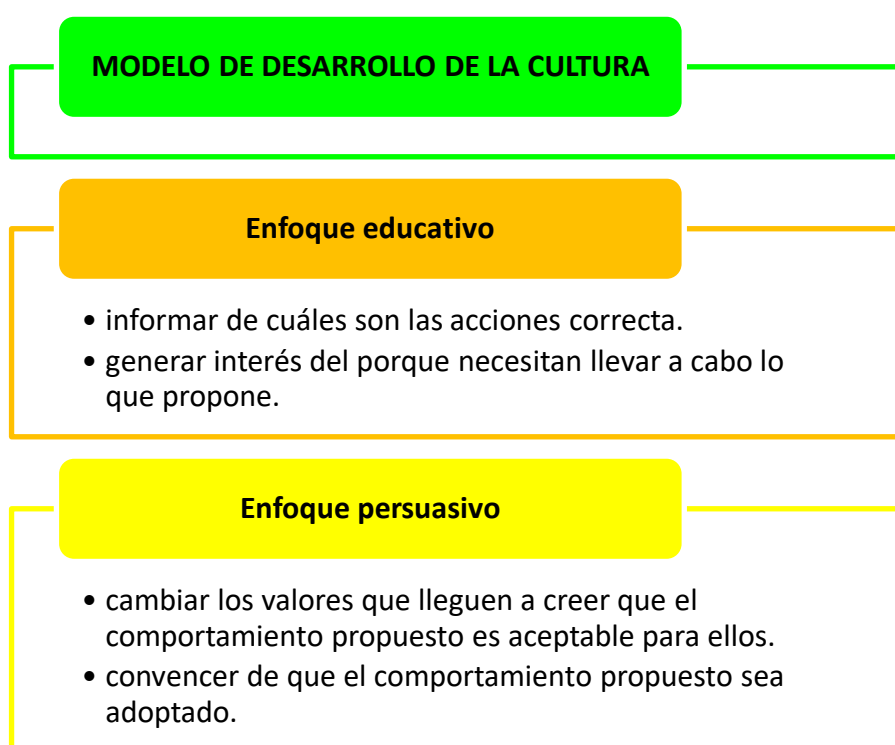 MODELO DE DESARROLLO DE LA CULTURA
Enfoque educativo
• informar de cuáles son las acciones correcta.
• generar interés del porque necesitan llevar a cabo lo
que propone.
Enfoque persuasivo
• cambiar los valores que lleguen a creer que el
comportamiento propuesto es aceptable para ellos.
• convencer de que el comportamiento propuesto sea
adoptado.